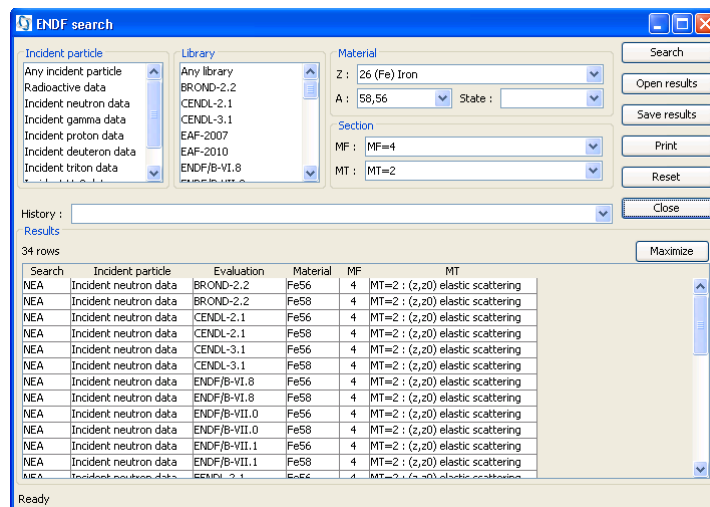 ENDF search
Incident particle
Any incident particle
Radioactive data
Incident neutron data
Incident gamma data
Incident proton data
Incident deuteron data
Incident triton data
Library
Any library
BROND-2.2
CENDL-2.1
CENDL-3.1
EAF-2007
EAF-2010
ENDF/B-VI.8
Material
Z : 26 (Fe) Iron
A : 58,56 State :
Section
MF : MF=4
MT : MT=2
Search
Open results
Save results
Print
Reset
Close
History :
Results
34 rows
Maximize
Search Incident particle Evaluation Material MF MT
NEA Incident neutron data BROND-2.2 Fe56 4 MT=2 : (z,z0) elastic scattering
NEA Incident neutron data BROND-2.2 Fe58 4 MT=2 : (z,z0) elastic scattering
NEA Incident neutron data CENDL-2.1 Fe56 4 MT=2 : (z,z0) elastic scattering
NEA Incident neutron data CENDL-2.1 Fe58 4 MT=2 : (z,z0) elastic scattering
NEA Incident neutron data CENDL-3.1 Fe56 4 MT=2 : (z,z0) elastic scattering
NEA Incident neutron data CENDL-3.1 Fe58 4 MT=2 : (z,z0) elastic scattering
NEA Incident neutron data ENDF/B-VI.8 Fe56 4 MT=2 : (z,z0) elastic scattering
NEA Incident neutron data ENDF/B-VI.8 Fe58 4 MT=2 : (z,z0) elastic scattering
NEA Incident neutron data ENDF/B-VII.0 Fe56 4 MT=2 : (z,z0) elastic scattering
NEA Incident neutron data ENDF/B-VII.0 Fe58 4 MT=2 : (z,z0) elastic scattering
NEA Incident neutron data ENDF/B-VII.1 Fe56 4 MT=2 : (z,z0) elastic scattering
NEA Incident neutron data ENDF/B-VII.1 Fe58 4 MT=2 : (z,z0) elastic scattering
Ready